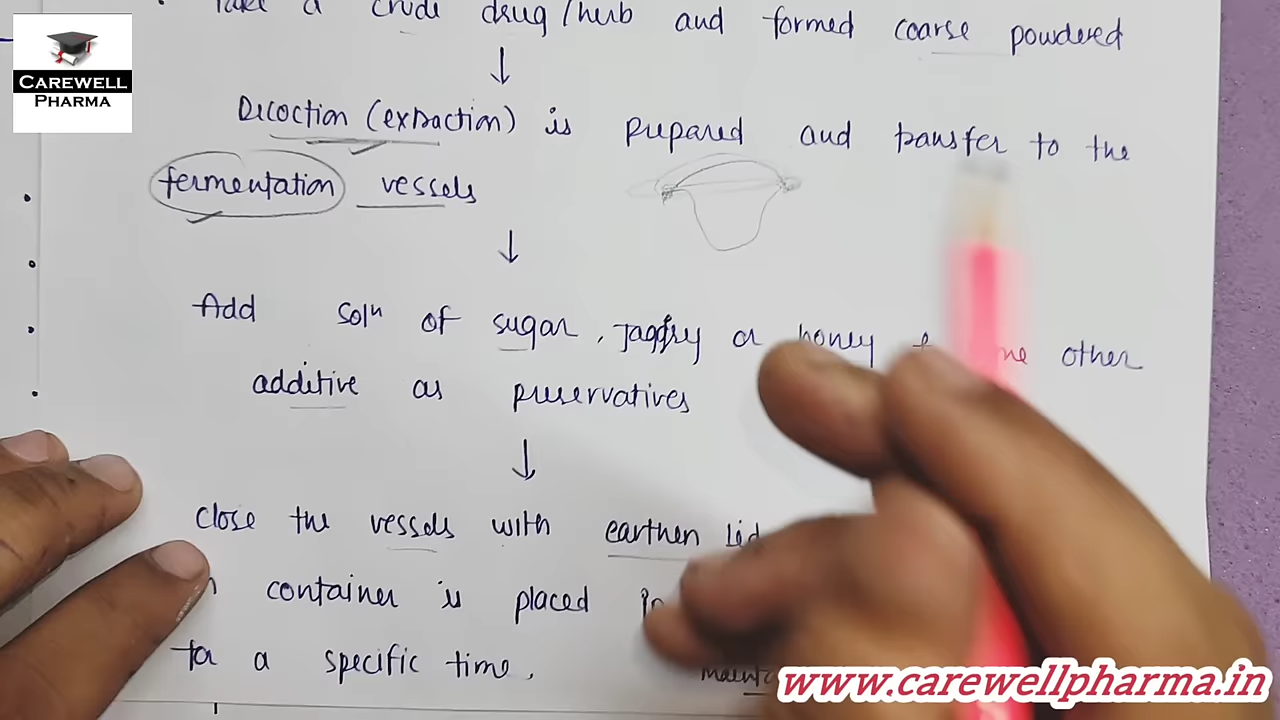 Take a crude drug/herb and formed coarse powdered
CAREWELL
PHARMA
↓
Decoction (extraction) is prepared and transfer to the
fermentation vessels
↓
Add Solⁿ of sugar, Jaggry or honey other
additive as preservatives
↓
Close the vessels with earthen Lid
container is placed
for a specific time,
www.carewellpharma.in